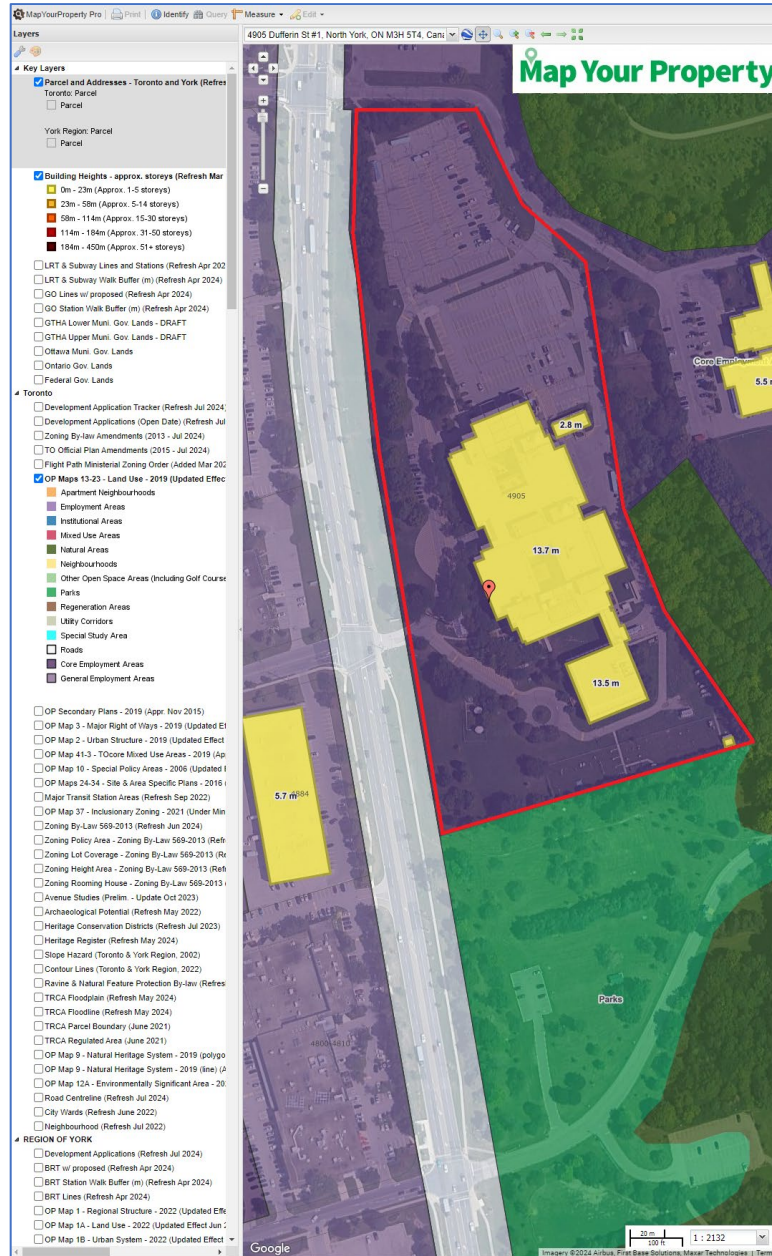 MapYourProperty Pro Print Identify Query Measure Edit
Layers
4905 Dufferin St #1, North York, ON M3H 5T4, Cana
Key Layers
Parcel and Addresses - Toronto and York (Refres
Toronto: Parcel
Parcel
York Region: Parcel
Parcel
Building Heights - approx. storeys (Refresh Mar
0m - 23m (Approx. 1-5 storeys)
23m - 58m (Approx. 5-14 storeys)
58m - 114m (Approx. 15-30 storeys)
114m - 184m (Approx. 31-50 storeys)
184m - 450m (Approx. 51+ storeys)
LRT & Subway Lines and Stations (Refresh Apr 202
LRT & Subway Walk Buffer (m) (Refresh Apr 2024)
GO Lines w/ proposed (Refresh Apr 2024)
GO Station Walk Buffer (m) (Refresh Apr 2024)
GTHA Lower Muni. Gov. Lands - DRAFT
GTHA Upper Muni. Gov. Lands - DRAFT
Ottawa Muni. Gov. Lands
Ontario Gov. Lands
Federal Gov. Lands
Toronto
Development Application Tracker (Refresh Jul 2024)
Development Applications (Open Date) (Refresh Jul
Zoning By-law Amendments (2013 - Jul 2024)
TO Official Plan Amendments (2015 - Jul 2024)
Flight Path Ministerial Zoning Order (Added Mar 202
OP Maps 13-23 - Land Use - 2019 (Updated Effec
Apartment Neighbourhoods
Employment Areas
Institutional Areas
Mixed Use Areas
Natural Areas
Neighbourhoods
Other Open Space Areas (Including Golf Course
Parks
Regeneration Areas
Utility Corridors
Special Study Area
Roads
Core Employment Areas
General Employment Areas
OP Secondary Plans - 2019 (Appr. Nov 2015)
OP Map 3 - Major Right of Ways - 2019 (Updated Ef
OP Map 2 - Urban Structure - 2019 (Updated Effect
OP Map 41-3 - TOcore Mixed Use Areas - 2019 (Ap
OP Map 10 - Special Policy Areas - 2006 (Updated
OP Maps 24-34 - Site & Area Specific Plans - 2016
Major Transit Station Areas (Refresh Sep 2022)
OP Map 37 - Inclusionary Zoning - 2021 (Under Min
Zoning By-Law 569-2013 (Refresh Jun 2024)
Zoning Policy Area - Zoning By-Law 569-2013 (Refr
Zoning Lot Coverage - Zoning By-Law 569-2013 (Re
Zoning Height Area - Zoning By-Law 569-2013 (Refr
Zoning Rooming House - Zoning By-Law 569-2013
Avenue Studies (Prelim. - Update Oct 2023)
Archaeological Potential (Refresh May 2022)
Heritage Conservation Districts (Refresh Jul 2023)
Heritage Register (Refresh May 2024)
Slope Hazard (Toronto & York Region, 2002)
Contour Lines (Toronto & York Region, 2022)
Ravine & Natural Feature Protection By-law (Refres
TRCA Floodplain (Refresh May 2024)
TRCA Floodline (Refresh May 2024)
TRCA Parcel Boundary (June 2021)
TRCA Regulated Area (June 2021)
OP Map 9 - Natural Heritage System - 2019 (polygo
OP Map 9 - Natural Heritage System - 2019 (line) (A
OP Map 12A - Environmentally Significant Area - 20
Road Centreline (Refresh Jul 2024)
City Wards (Refresh June 2022)
Neighbourhood (Refresh Jul 2022)
REGION OF YORK
Development Applications (Refresh Jul 2024)
BRT w/ proposed (Refresh Apr 2024)
BRT Station Walk Buffer (m) (Refresh Apr 2024)
BRT Lines (Refresh Apr 2024)
OP Map 1 - Regional Structure - 2022 (Updated Effe
OP Map 1A - Land Use - 2022 (Updated Effect Jun 2
OP Map 1B - Urban System - 2022 (Updated Effect
Map Your Property
Core
5.5
2.8 m
4905
13.7 m
13.5 m
5.7 m
4884
4800-4810
Parks
Google
20 m
100 ft
1 : 2132
Imagery ©2024 Airbus, First Base Solutions, Maxar Technologies